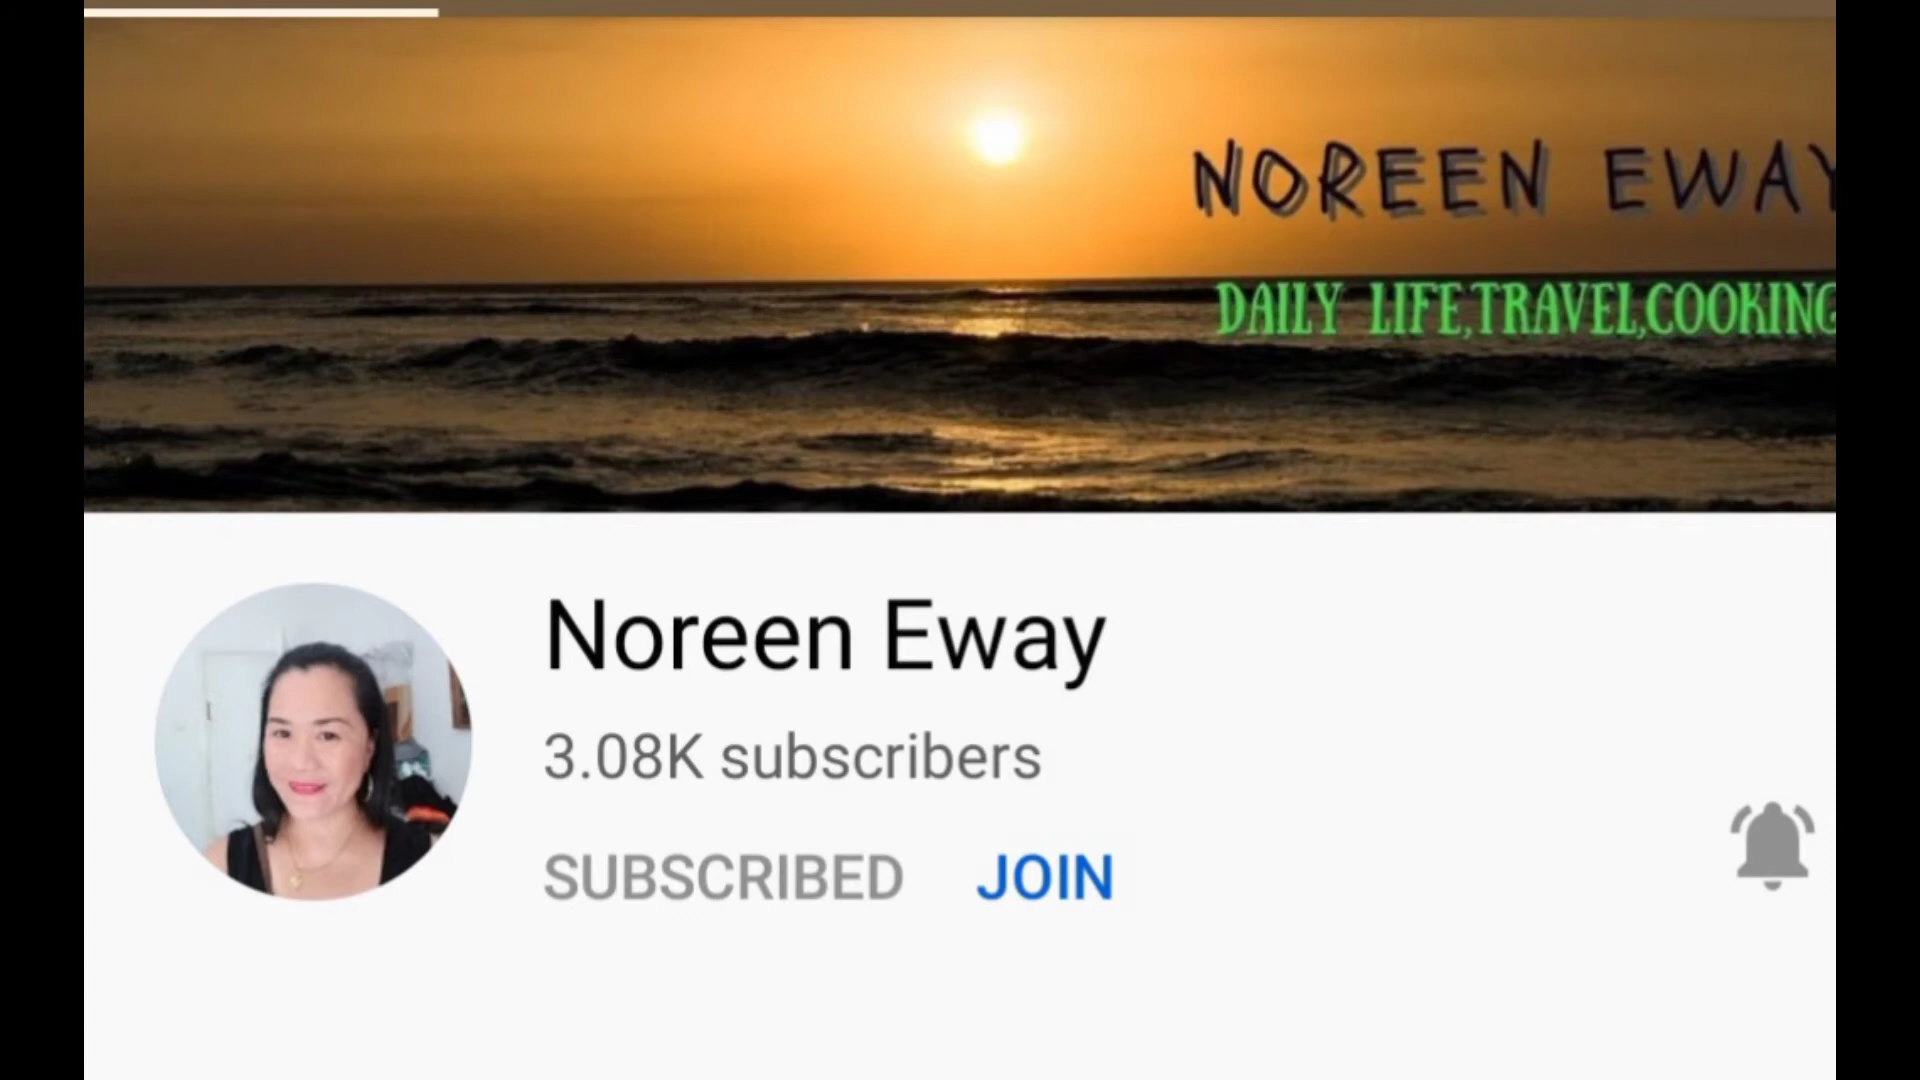 NOREEN EWAY
DAILY LIFE,TRAVEL,COOKING
Noreen Eway
3.08K subscribers
SUBSCRIBED JOIN